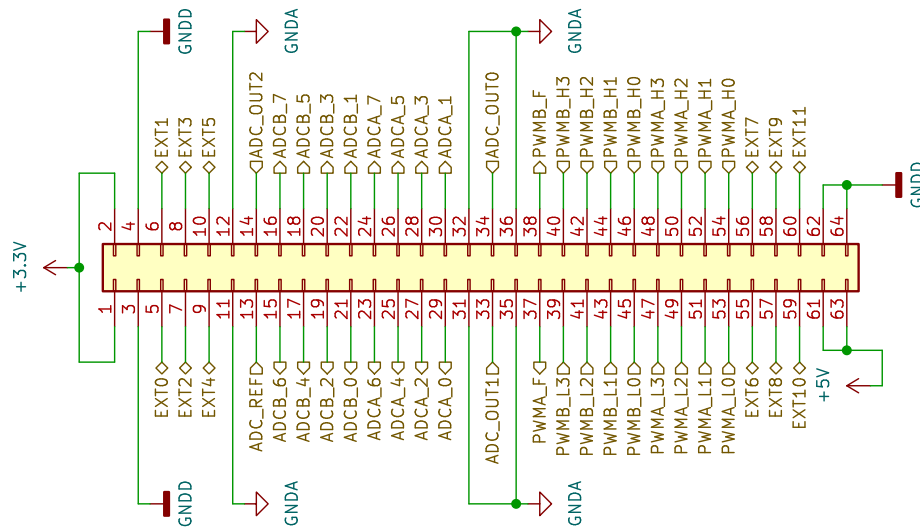 GNDD
GNDA
GNDA
EXT1
EXT3
EXT5
ADC_OUT2
ADCB_7
ADCB_5
ADCB_3
ADCB_1
ADCA_7
ADCA_5
ADCA_3
ADCA_1
ADC_OUT0
PWMB_F
PWMB_H3
PWMB_H2
PWMB_H1
PWMB_H0
PWMA_H3
PWMA_H2
PWMA_H1
PWMA_H0
EXT7
EXT9
EXT11
GNDD
2
4
6
8
10
12
14
16
18
20
22
24
26
28
30
32
34
36
38
40
42
44
46
48
50
52
54
56
58
60
62
64
+3.3V
1
3
5
7
9
11
13
15
17
19
21
23
25
27
29
31
33
35
37
39
41
43
45
47
49
51
53
55
57
59
61
63
EXT0
EXT2
EXT4
ADC_REF
ADCB_6
ADCB_4
ADCB_2
ADCB_0
ADCA_6
ADCA_4
ADCA_2
ADCA_0
ADC_OUT1
PWMA_F
PWMB_L3
PWMB_L2
PWMB_L1
PWMB_L0
PWMA_L3
PWMA_L2
PWMA_L1
PWMA_L0
EXT6
EXT8
EXT10
+5V
GNDD
GNDA
GNDA